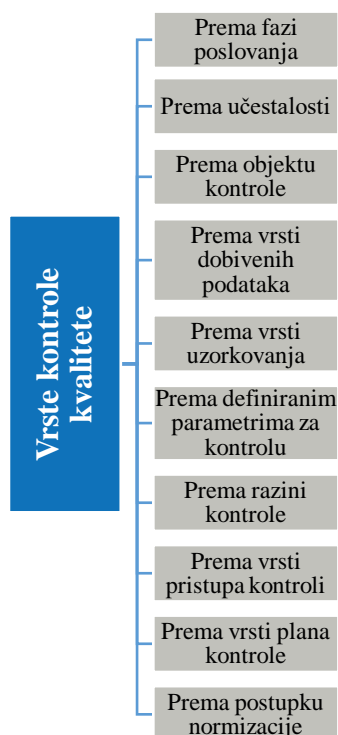 Vrste kontrole
kvalitete
Prema fazi
poslovanja
Prema učestalosti
Prema objektu
kontrole
Prema vrsti
dobivenih
podataka
Prema vrsti
uzorkovanja
Prema definiranim
parametrima za
kontrolu
Prema razini
kontrole
Prema vrsti
pristupa kontroli
Prema vrsti plana
kontrole
Prema postupku
normizacije